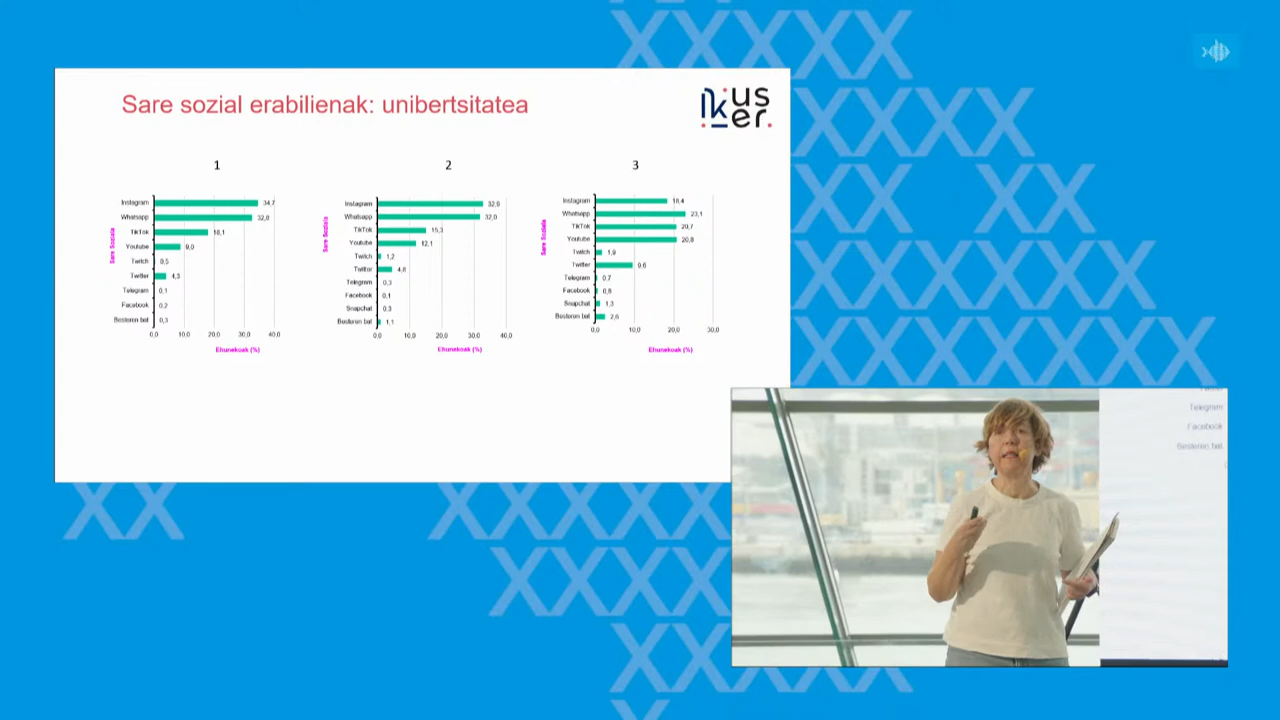 Sare sozial erabilienak: unibertsitatea
ikus
er.
1
Instagram 34,7
Whatsapp 32,8
TikTok 18,1
Youtube 9,0
Twitch 0,5
Twitter 4,3
Telegram 0,1
Facebook 0,2
Besteren bat 0,3
0,0 10,0 20,0 30,0 40,0
Sare Soziala
Ehunekoak (%)
2
Instagram 32,9
Whatsapp 32,0
TikTok 15,3
Youtube 12,1
Twitch 1,2
Twitter 4,8
Telegram 0,3
Facebook 0,1
Snapchat 0,3
Besteren bat 1,1
0,0 10,0 20,0 30,0 40,0
Sare Soziala
Ehunekoak (%)
3
Instagram 18,4
Whatsapp 23,1
TikTok 20,7
Youtube 20,8
Twitch 1,9
Twitter 9,6
Telegram 0,7
Facebook 0,8
Snapchat 1,3
Besteren bat 2,6
0,0 10,0 20,0 30,0
Sare Soziala
Ehunekoak (%)
Telegram
Facebook
Besteren bat